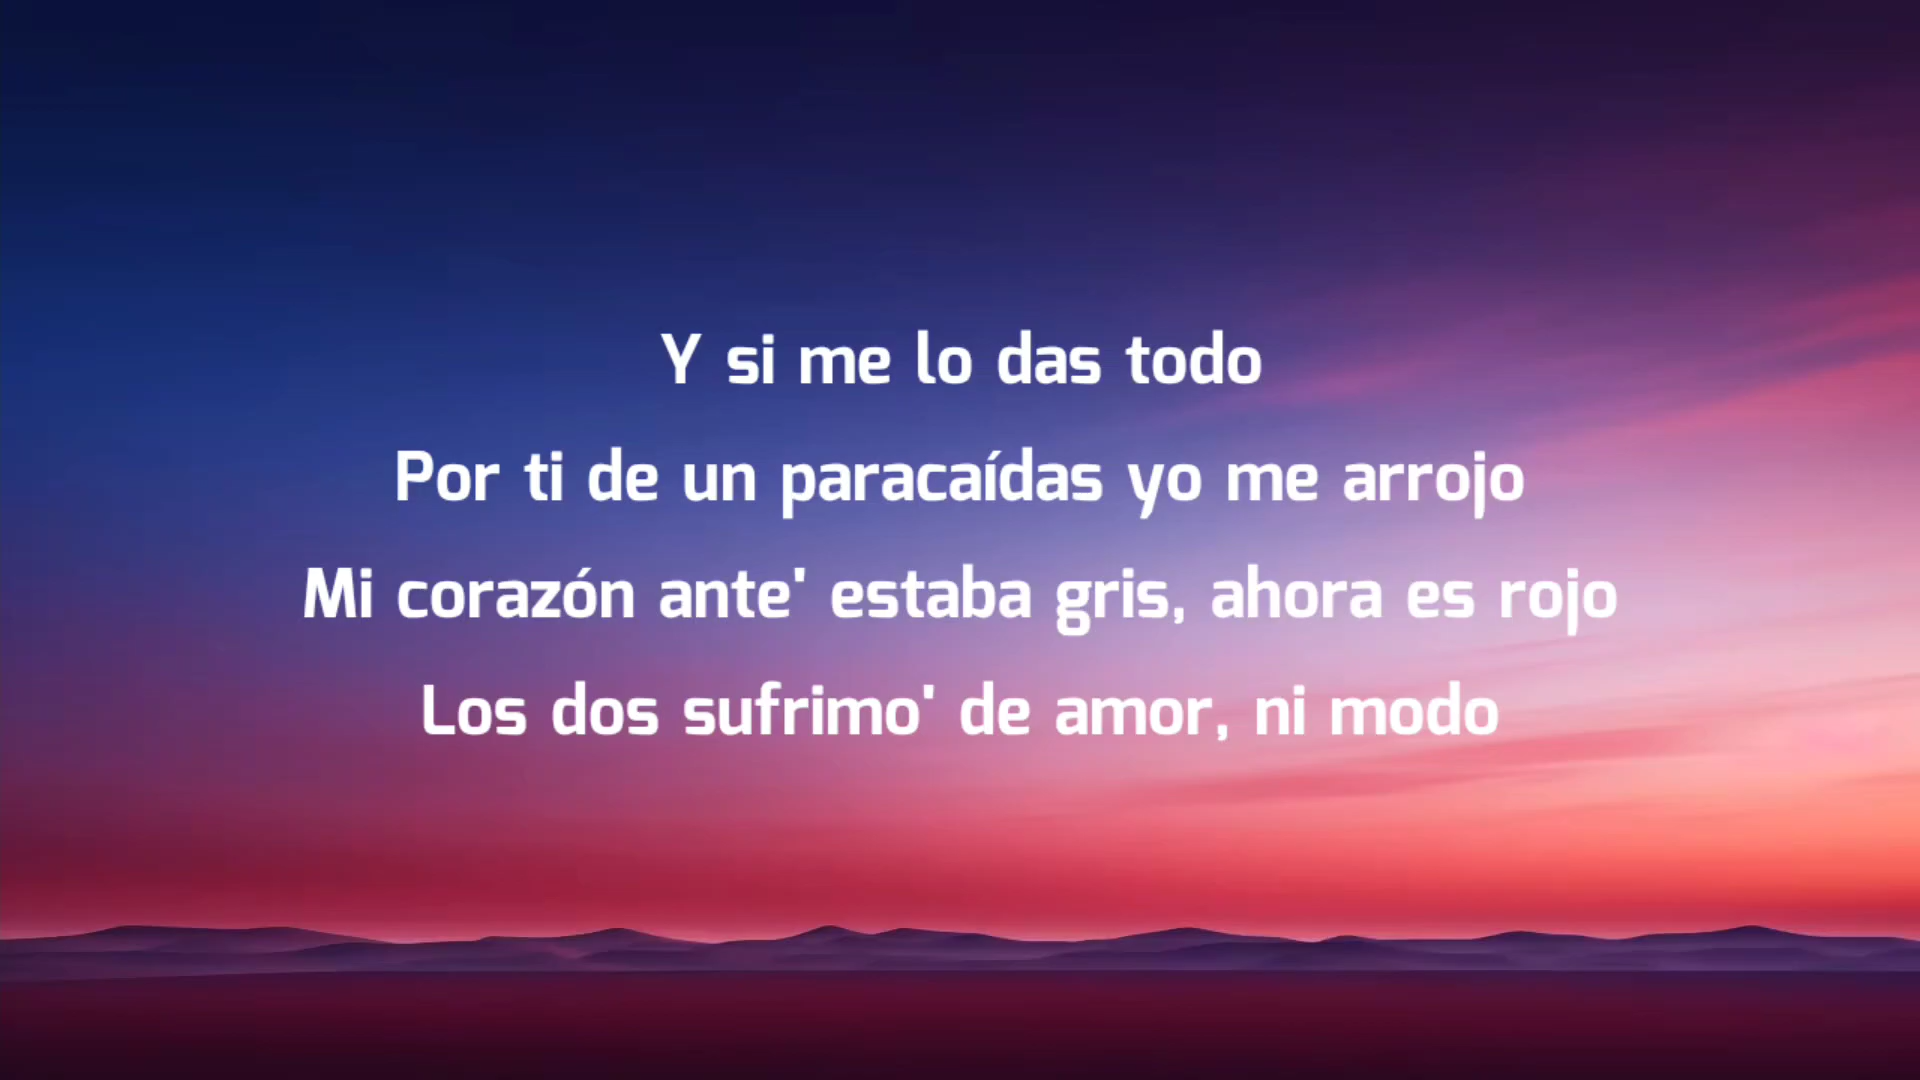 Y si me lo das todo
Por ti de un paracaídas yo me arrojo
Mi corazón ante' estaba gris, ahora es rojo
Los dos sufrimo' de amor, ni modo